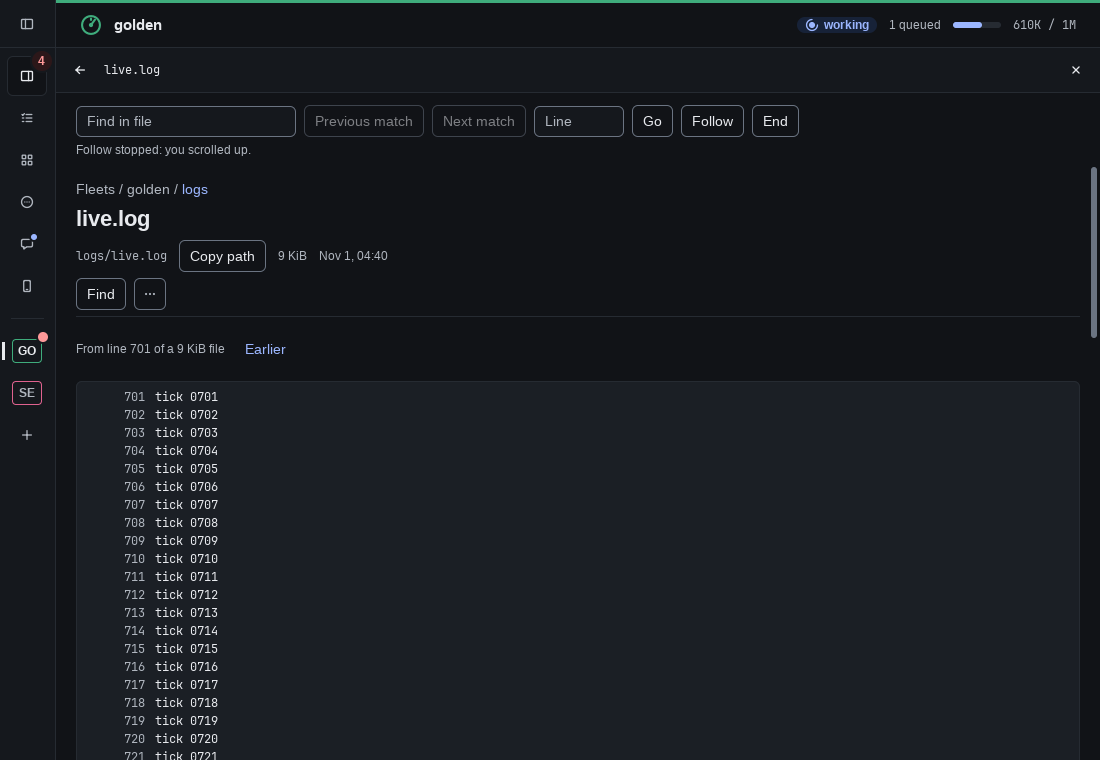 golden
working
1 queued
610K / 1M
4
live.log
Find in file
Previous match
Next match
Line
Go
Follow
End
Follow stopped: you scrolled up.
Fleets / golden / logs
live.log
logs/live.log
Copy path
9 KiB
Nov 1, 04:40
Find
GO
SE
From line 701 of a 9 KiB file
Earlier
701 tick 0701
702 tick 0702
703 tick 0703
704 tick 0704
705 tick 0705
706 tick 0706
707 tick 0707
708 tick 0708
709 tick 0709
710 tick 0710
711 tick 0711
712 tick 0712
713 tick 0713
714 tick 0714
715 tick 0715
716 tick 0716
717 tick 0717
718 tick 0718
719 tick 0719
720 tick 0720
721 tick 0721